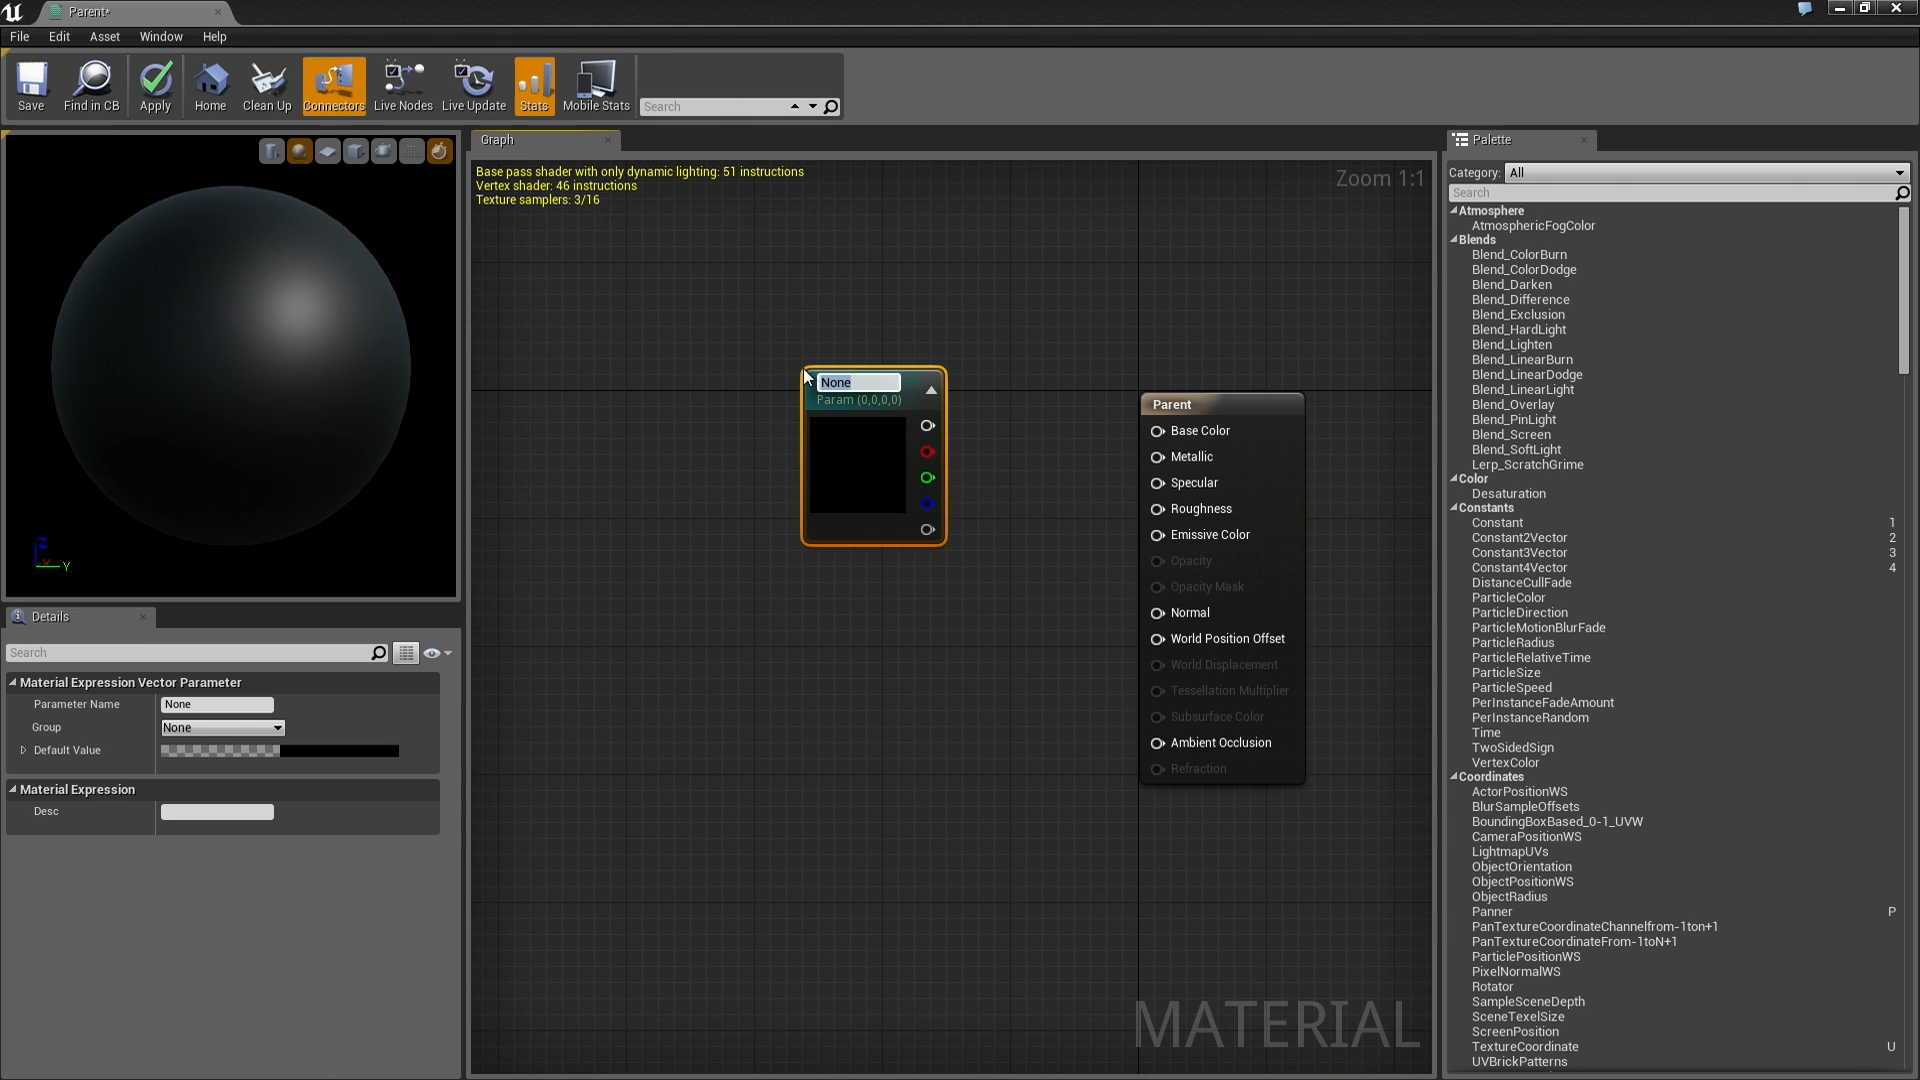 Parent*
File Edit Asset Window Help
Save Find in CB Apply Home Clean Up Connectors Live Nodes Live Update Stats Mobile Stats Search
Graph
Base pass shader with only dynamic lighting: 51 instructions
Vertex shader: 46 instructions
Texture samplers: 3/16
Zoom 1:1
None
Param (0,0,0,0)
Parent
Base Color
Metallic
Specular
Roughness
Emissive Color
Opacity
Opacity Mask
Normal
World Position Offset
World Displacement
Tessellation Multiplier
Subsurface Color
Ambient Occlusion
Refraction
MATERIAL
Z
X Y
Details
Search
Material Expression Vector Parameter
Parameter Name None
Group None
Default Value
Material Expression
Desc
Palette
Category: All
Search
Atmosphere
AtmosphericFogColor
Blends
Blend_ColorBurn
Blend_ColorDodge
Blend_Darken
Blend_Difference
Blend_Exclusion
Blend_HardLight
Blend_Lighten
Blend_LinearBurn
Blend_LinearDodge
Blend_LinearLight
Blend_Overlay
Blend_PinLight
Blend_Screen
Blend_SoftLight
Lerp_ScratchGrime
Color
Desaturation
Constants
Constant 1
Constant2Vector 2
Constant3Vector 3
Constant4Vector 4
DistanceCullFade
ParticleColor
ParticleDirection
ParticleMotionBlurFade
ParticleRadius
ParticleRelativeTime
ParticleSize
ParticleSpeed
PerInstanceFadeAmount
PerInstanceRandom
Time
TwoSidedSign
VertexColor
Coordinates
ActorPositionWS
BlurSampleOffsets
BoundingBoxBased_0-1_UVW
CameraPositionWS
LightmapUVs
ObjectOrientation
ObjectPositionWS
ObjectRadius
Panner P
PanTextureCoordinateChannelfrom-1ton+1
PanTextureCoordinateFrom-1toN+1
ParticlePositionWS
PixelNormalWS
Rotator
SampleSceneDepth
SceneTexelSize
ScreenPosition
TextureCoordinate U
UVBrickPatterns